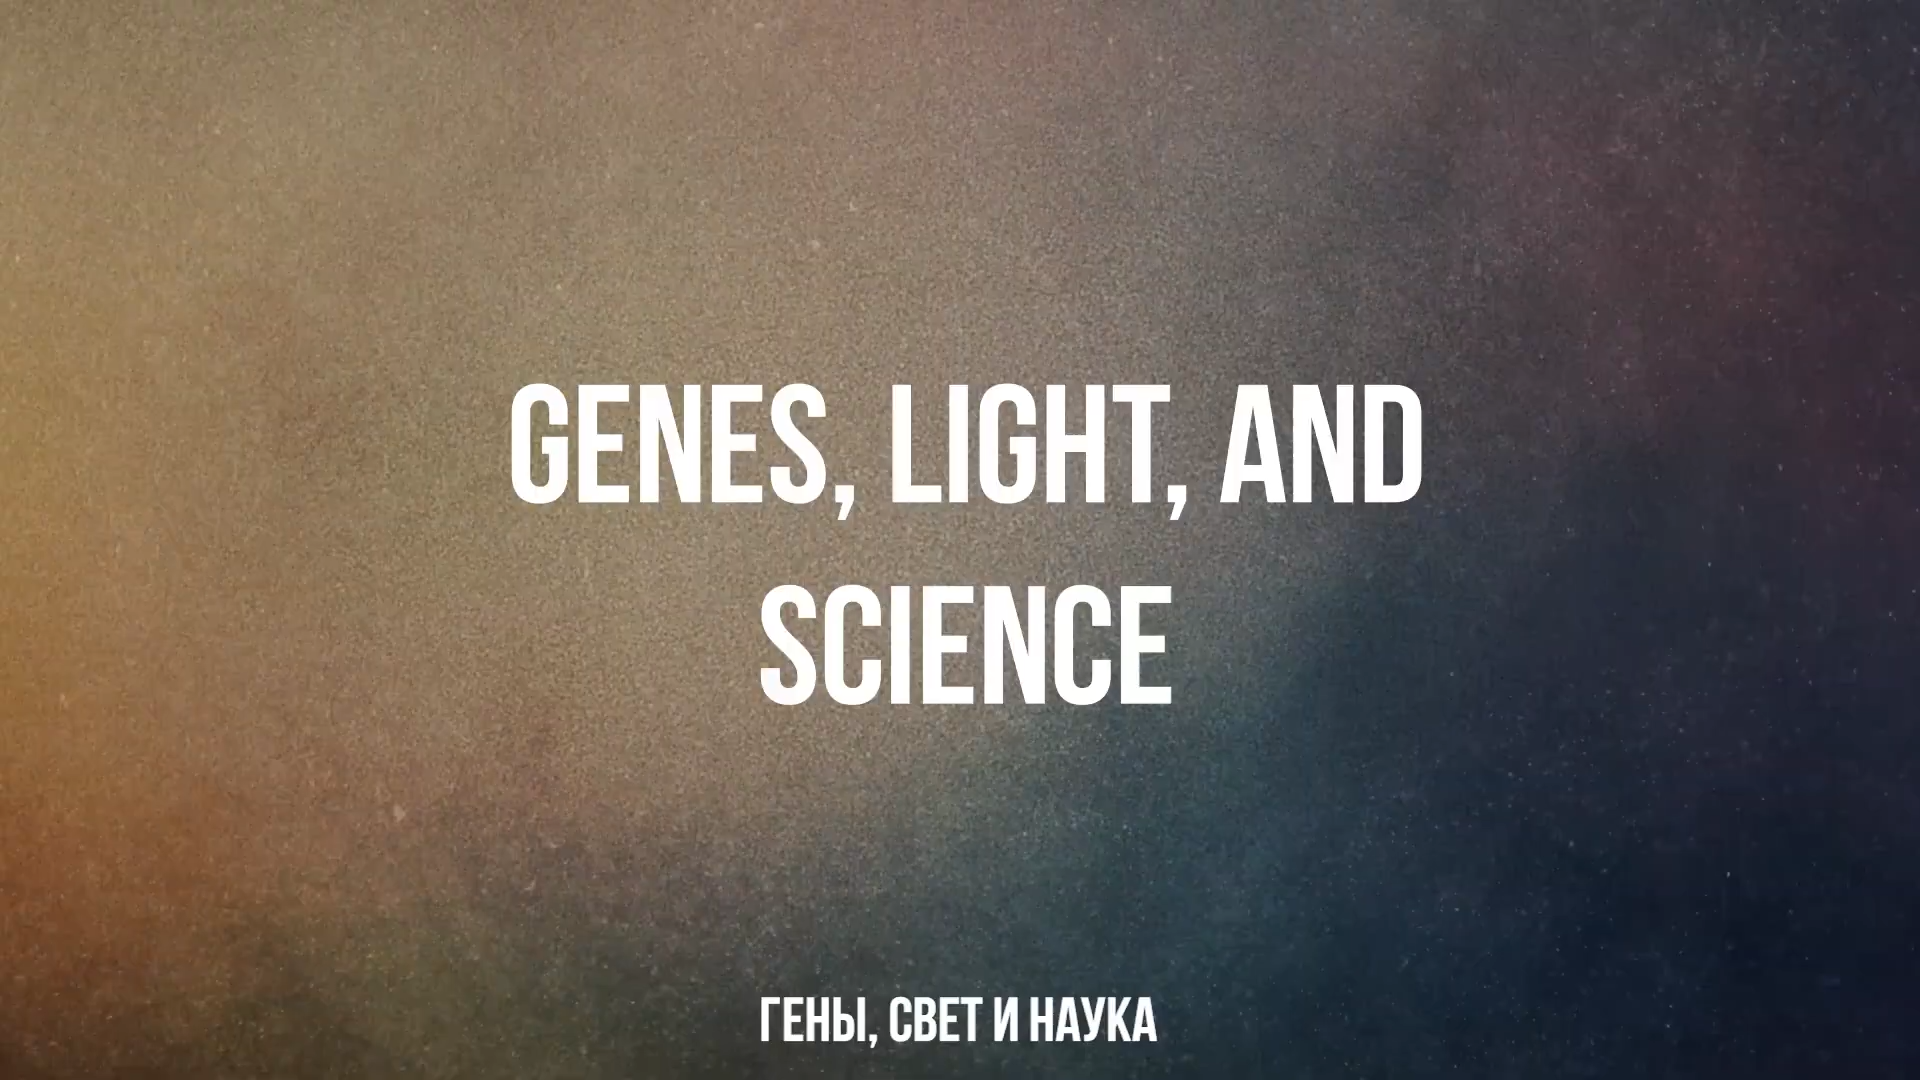 GENES, LIGHT, AND
SCIENCE
ГЕНЫ, СВЕТ И НАУКА